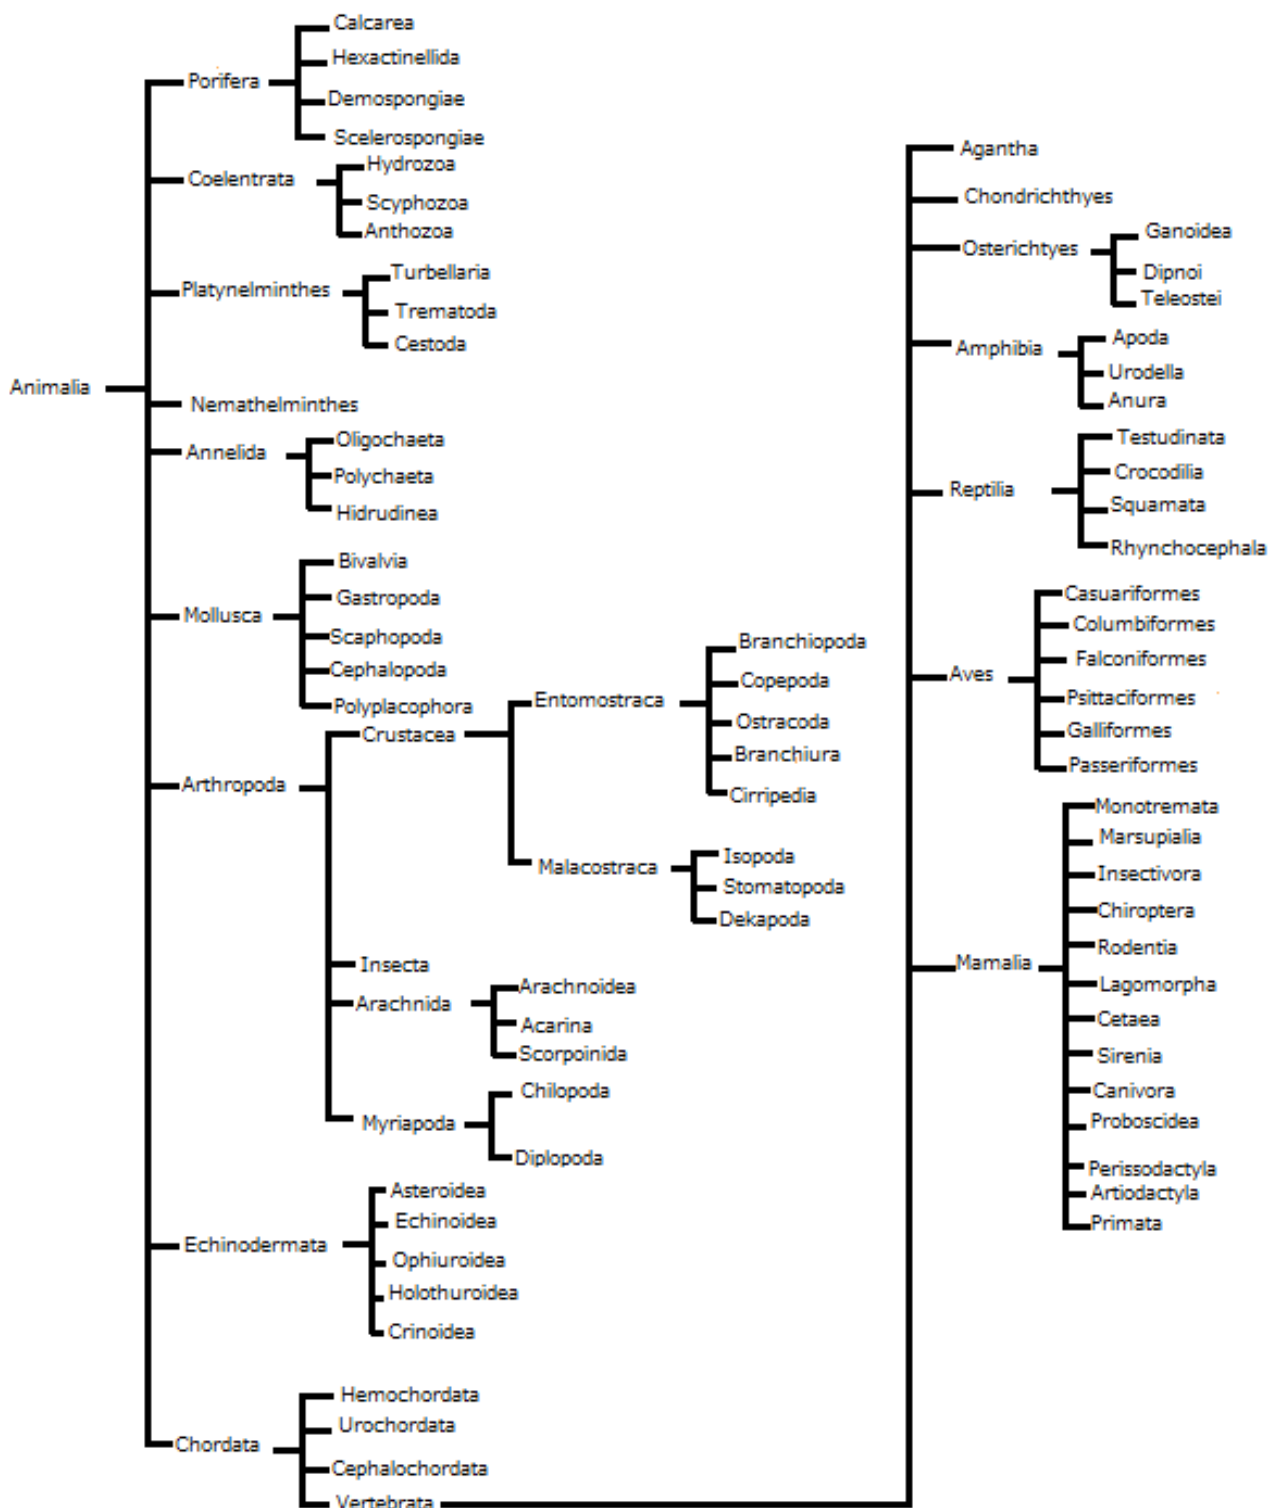 Animalia
Porifera
Calcarea
Hexactinellida
Demospongiae
Scelerospongiae
Coelentrata
Hydrozoa
Scyphozoa
Anthozoa
Platynelminthes
Turbellaria
Trematoda
Cestoda
Nemathelminthes
Annelida
Oligochaeta
Polychaeta
Hidrudinea
Mollusca
Bivalvia
Gastropoda
Scaphopoda
Cephalopoda
Polyplacophora
Arthropoda
Crustacea
Entomostraca
Branchiopoda
Copepoda
Ostracoda
Branchiura
Cirripedia
Malacostraca
Isopoda
Stomatopoda
Dekapoda
Insecta
Arachnida
Arachnoidea
Acarina
Scorpoinida
Myriapoda
Chilopoda
Diplopoda
Echinodermata
Asteroidea
Echinoidea
Ophiuroidea
Holothuroidea
Crinoidea
Chordata
Hemochordata
Urochordata
Cephalochordata
Vertebrata
Agantha
Chondrichthyes
Osterichtyes
Ganoidea
Dipnoi
Teleostei
Amphibia
Apoda
Urodella
Anura
Reptilia
Testudinata
Crocodilia
Squamata
Rhynchocephala
Aves
Casuariformes
Columbiformes
Falconiformes
Psittaciformes
Galliformes
Passeriformes
Mamalia
Monotremata
Marsupialia
Insectivora
Chiroptera
Rodentia
Lagomorpha
Cetaea
Sirenia
Canivora
Proboscidea
Perissodactyla
Artiodactyla
Primata